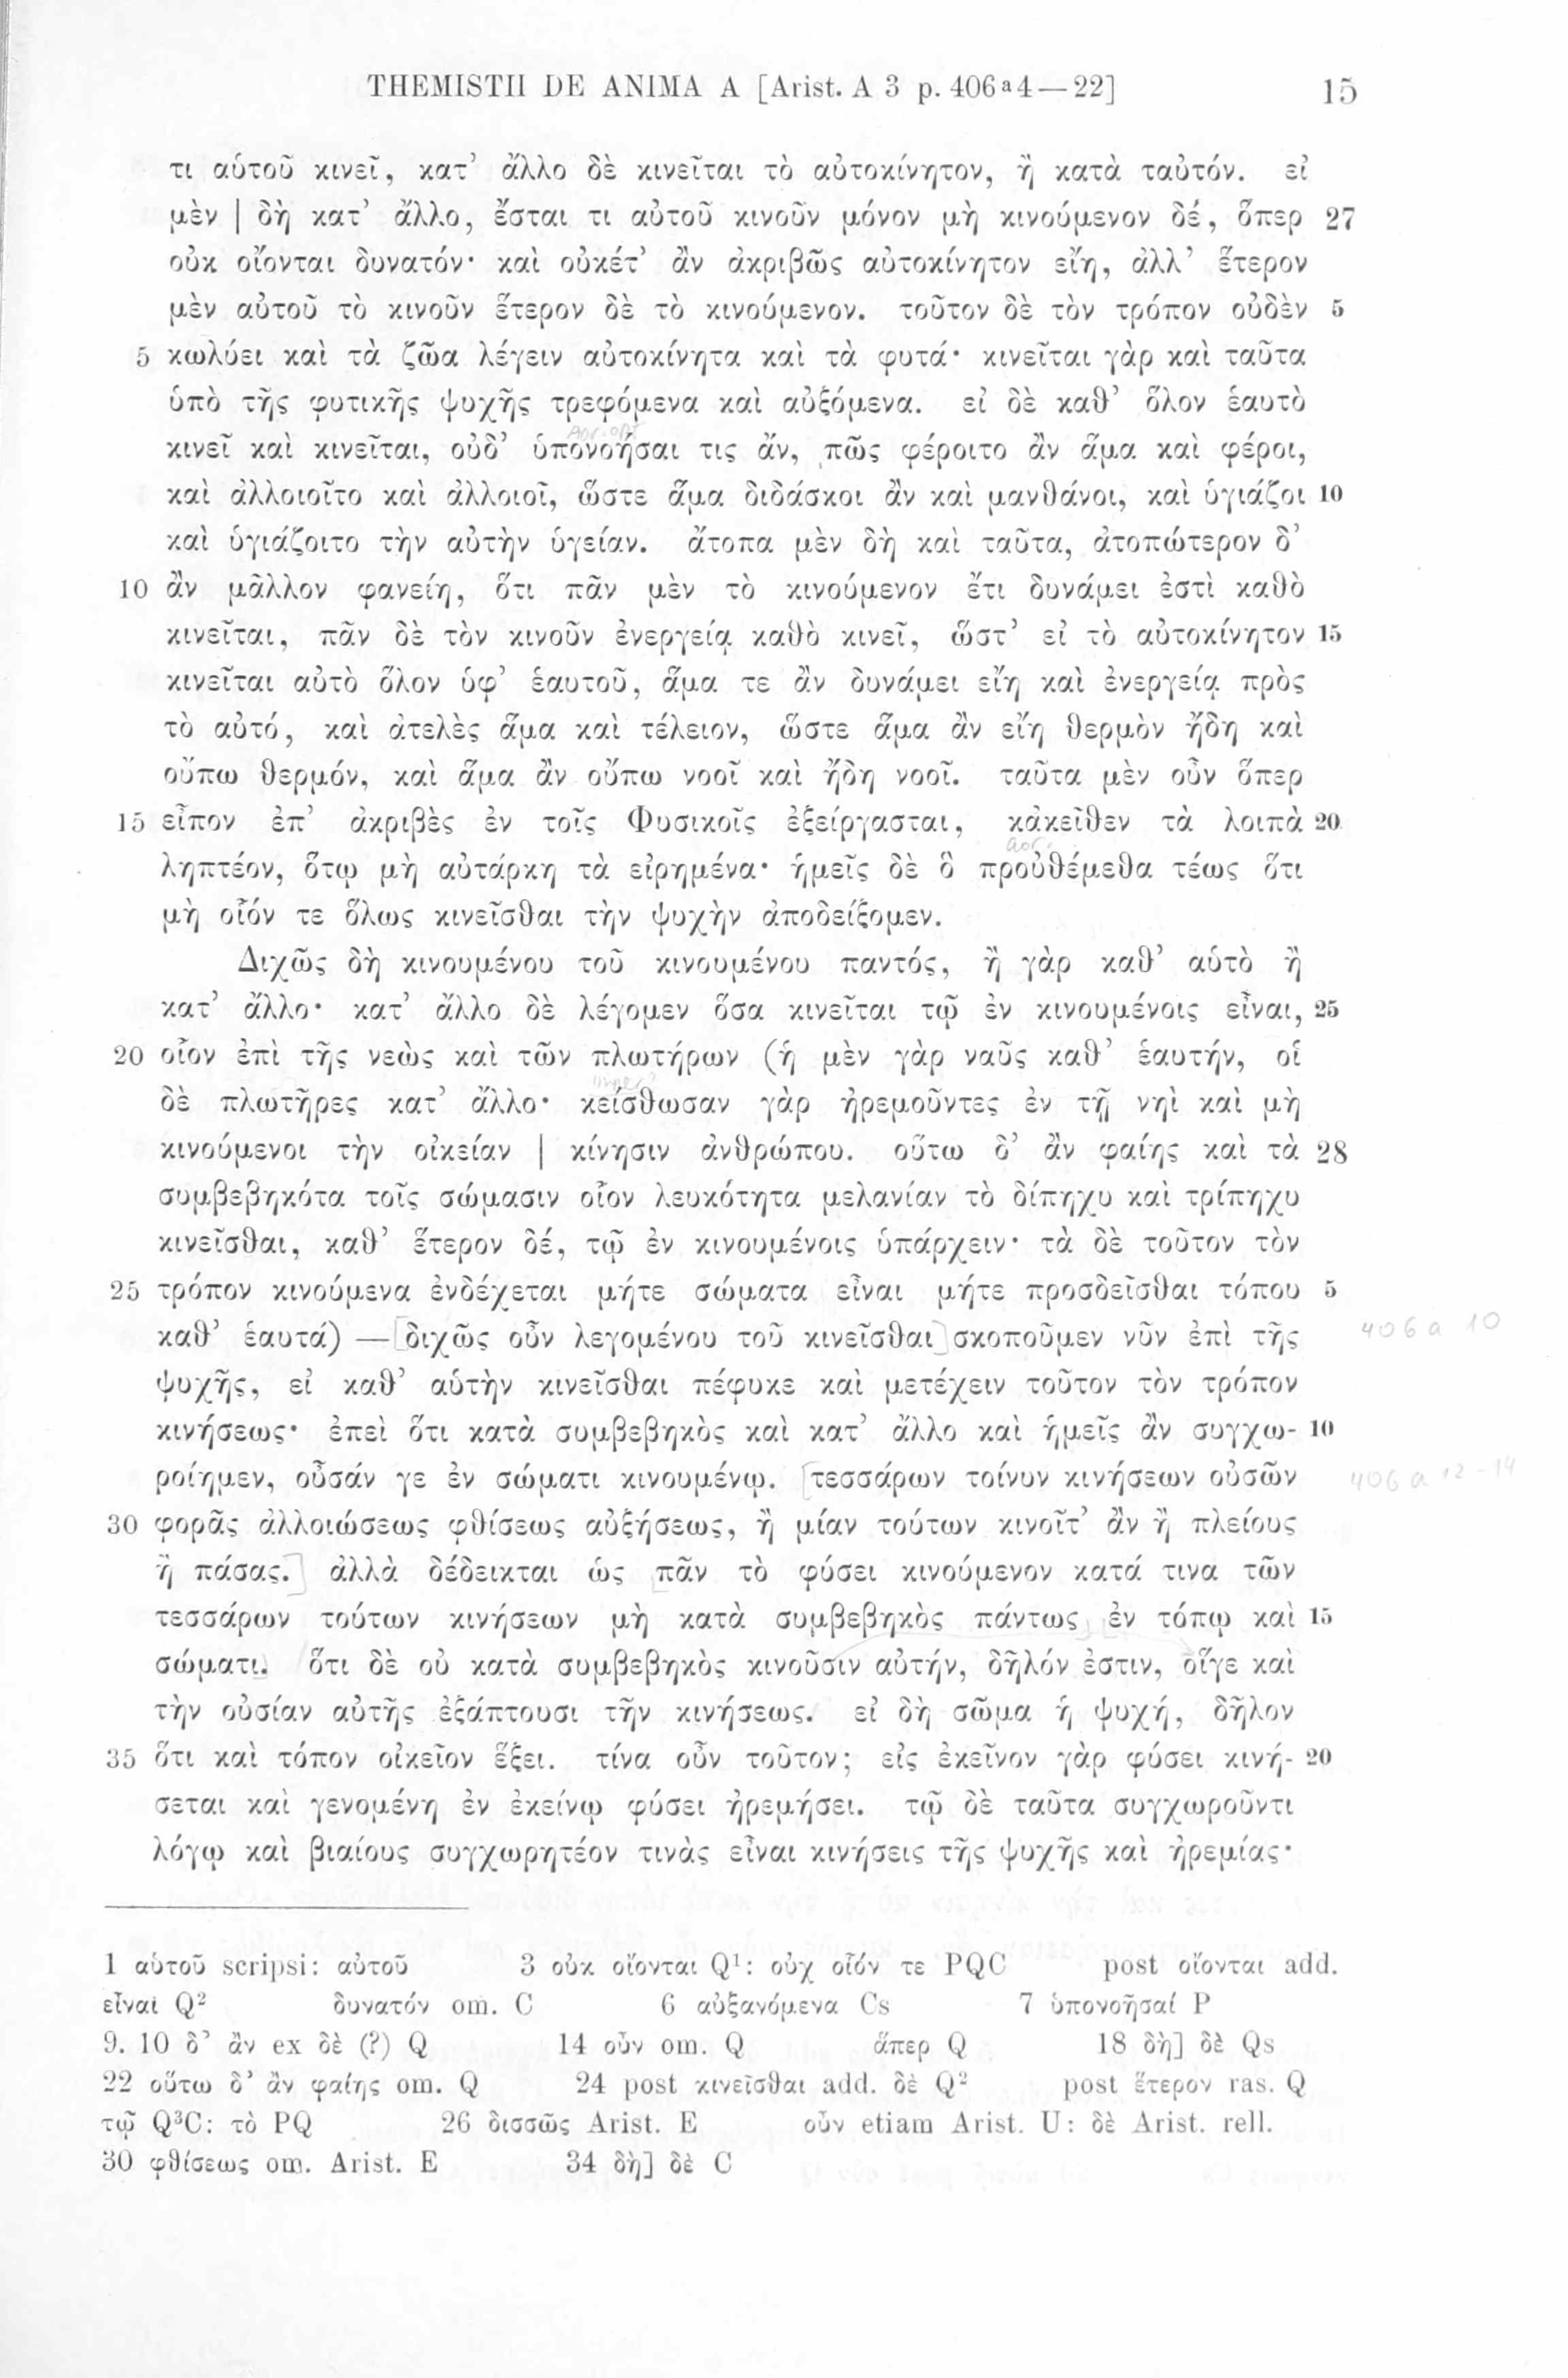 THEMISTII DE ANIMA A [Arist. A 3 p. 406ª4—22] 15
τι αὑτοῦ κινεῖ, κατ’ ἄλλο δὲ κινεῖται τὸ αὐτοκίνητον, ἢ κατὰ ταὐτόν. εἰ
μὲν | δὴ κατ’ ἄλλο, ἔσται τι αὐτοῦ κινοῦν μόνον μὴ κινούμενον δέ, ὅπερ 27
οὐκ οἴονται δυνατόν· καὶ οὐκέτ’ ἂν ἀκριβῶς αὐτοκίνητον εἴη, ἀλλ’ ἕτερον
μὲν αὐτοῦ τὸ κινοῦν ἕτερον δὲ τὸ κινούμενον. τοῦτον δὲ τὸν τρόπον οὐδὲν 5
5 κωλύει καὶ τὰ ζῶα λέγειν αὐτοκίνητα καὶ τὰ φυτά· κινεῖται γὰρ καὶ ταῦτα
ὑπὸ τῆς φυτικῆς ψυχῆς τρεφόμενα καὶ αὐξόμενα. εἰ δὲ καθ’ ὅλον ἑαυτὸ
Aor. opt
κινεῖ καὶ κινεῖται, οὐδ’ ὑπονοήσαι τις ἄν, πῶς φέροιτο ἂν ἅμα καὶ φέροι,
καὶ ἀλλοιοῖτο καὶ ἀλλοιοῖ, ὥστε ἅμα διδάσκοι ἂν καὶ μανθάνοι, καὶ ὑγιάζοι 10
καὶ ὑγιάζοιτο τὴν αὐτὴν ὑγείαν. ἄτοπα μὲν δὴ καὶ ταῦτα, ἀτοπώτερον δ’
10 ἂν μᾶλλον φανείη, ὅτι πᾶν μὲν τὸ κινούμενον ἔτι δυνάμει ἐστὶ καθὸ
κινεῖται, πᾶν δὲ τὸν κινοῦν ἐνεργείᾳ καθὸ κινεῖ, ὥστ’ εἰ τὸ αὐτοκίνητον 15
κινεῖται αὐτὸ ὅλον ὑφ’ ἑαυτοῦ, ἅμα τε ἂν δυνάμει εἴη καὶ ἐνεργείᾳ πρὸς
τὸ αὐτό, καὶ ἀτελὲς ἅμα καὶ τέλειον, ὥστε ἅμα ἂν εἴη θερμὸν ἤδη καὶ
οὔπω θερμόν, καὶ ἅμα ἂν οὔπω νοοῖ καὶ ἤδη νοοῖ. ταῦτα μὲν οὖν ὅπερ
15 εἶπον ἐπ’ ἀκριβὲς ἐν τοῖς Φυσικοῖς ἐξείργασται, κἀκεῖθεν τὰ λοιπὰ 20
aor.
ληπτέον, ὅτῳ μὴ αὐτάρκη τὰ εἰρημένα· ἡμεῖς δὲ ὃ προὐθέμεθα τέως ὅτι
μὴ οἷόν τε ὅλως κινεῖσθαι τὴν ψυχὴν ἀποδείξομεν.
Διχῶς δὴ κινουμένου τοῦ κινουμένου παντός, ἢ γὰρ καθ’ αὑτὸ ἢ
κατ’ ἄλλο· κατ’ ἄλλο δὲ λέγομεν ὅσα κινεῖται τῷ ἐν κινουμένοις εἶναι, 25
20 οἷον ἐπὶ τῆς νεὼς καὶ τῶν πλωτήρων (ἡ μὲν γὰρ ναῦς καθ’ ἑαυτήν, οἱ
δὲ πλωτῆρες κατ’ ἄλλο· κείσθωσαν γὰρ ἠρεμοῦντες ἐν τῇ νηὶ καὶ μὴ
κινούμενοι τὴν οἰκείαν | κίνησιν ἀνθρώπου. οὕτω δ’ ἂν φαίης καὶ τὰ 28
συμβεβηκότα τοῖς σώμασιν οἷον λευκότητα μελανίαν τὸ δίπηχυ καὶ τρίπηχυ
κινεῖσθαι, καθ’ ἕτερον δέ, τῷ ἐν κινουμένοις ὑπάρχειν· τὰ δὲ τοῦτον τὸν
25 τρόπον κινούμενα ἐνδέχεται μήτε σώματα εἶναι μήτε προσδεῖσθαι τόπου 5
καθ’ ἑαυτά) — [διχῶς οὖν λεγομένου τοῦ κινεῖσθαι] σκοποῦμεν νῦν ἐπὶ τῆς 406 a 10
ψυχῆς, εἰ καθ’ αὑτὴν κινεῖσθαι πέφυκε καὶ μετέχειν τοῦτον τὸν τρόπον
κινήσεως· ἐπεὶ ὅτι κατὰ συμβεβηκὸς καὶ κατ’ ἄλλο καὶ ἡμεῖς ἂν συγχω- 10
ροίημεν, οὖσάν γε ἐν σώματι κινουμένῳ. [τεσσάρων τοίνυν κινήσεων οὐσῶν 406 a 12-14
30 φορᾶς ἀλλοιώσεως φθίσεως αὐξήσεως, ἢ μίαν τούτων κινοῖτ’ ἂν ἢ πλείους
ἢ πάσας.] ἀλλὰ δέδεικται ὡς πᾶν τὸ φύσει κινούμενον κατά τινα τῶν
τεσσάρων τούτων κινήσεων μὴ κατὰ συμβεβηκὸς πάντως ἐν τόπῳ καὶ 15
σώματι. ὅτι δὲ οὐ κατὰ συμβεβηκὸς κινοῦσιν αὐτήν, δῆλόν ἐστιν, οἵγε καὶ
τὴν οὐσίαν αὐτῆς ἐξάπτουσι τῆν κινήσεως. εἰ δὴ σῶμα ἡ ψυχή, δῆλον
35 ὅτι καὶ τόπον οἰκεῖον ἕξει. τίνα οὖν τοῦτον; εἰς ἐκεῖνον γὰρ φύσει κινή- 20
σεται καὶ γενομένη ἐν ἐκείνῳ φύσει ἠρεμήσει. τῷ δὲ ταῦτα συγχωροῦντι
λόγῳ καὶ βιαίους συγχωρητέον τινὰς εἶναι κινήσεις τῆς ψυχῆς καὶ ἠρεμίας·
1 αὑτοῦ scripsi: αὐτοῦ 3 οὐκ οἴονται Q¹: οὐχ οἷόν τε PQC post οἴονται add.
εἶναι Q² δυνατόν om. C 6 αὐξανόμενα Cs 7 ὑπονοῆσαί P
9. 10 δ’ ἂν ex δὲ (?) Q 14 οὖν om. Q ἅπερ Q 18 δὴ] δὲ Qs
22 οὕτω δ’ ἂν φαίης om. Q 24 post κινεῖσθαι add. δὲ Q² post ἕτερον ras. Q
τῷ Q³C: τὸ PQ 26 δισσῶς Arist. E οὖν etiam Arist. U: δὲ Arist. rell.
30 φθίσεως om. Arist. E 34 δὴ] δὲ C